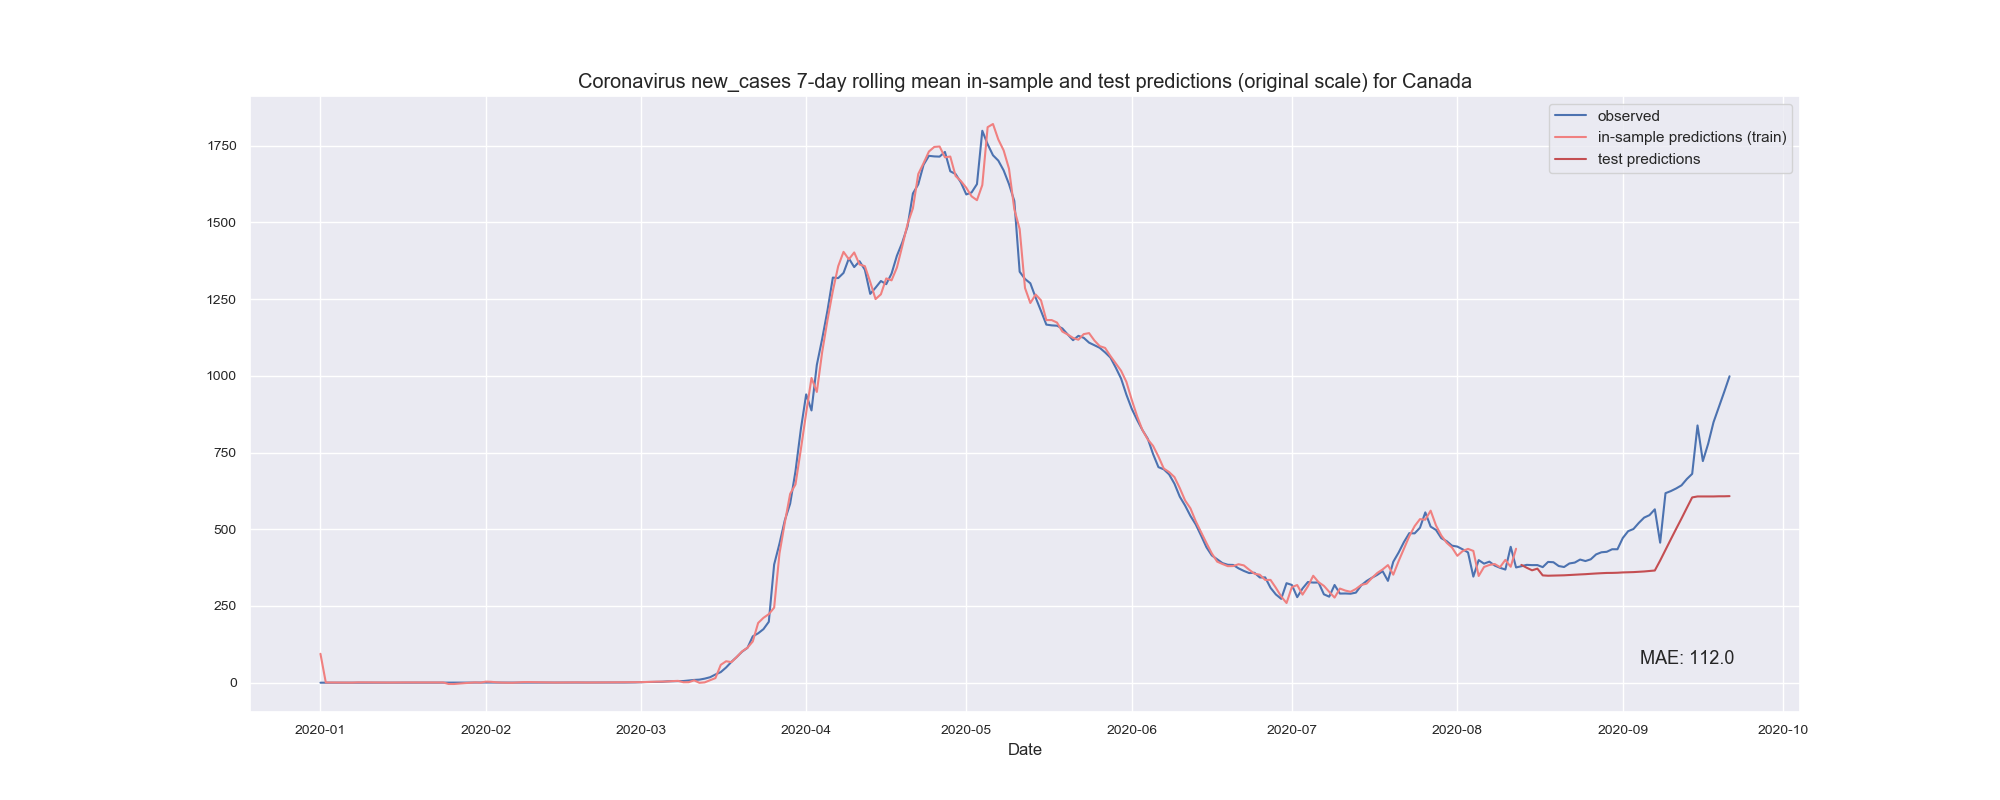 Coronavirus new_cases 7-day rolling mean in-sample and test predictions (original scale) for Canada
observed
in-sample predictions (train)
test predictions
1750
1500
1250
1000
750
500
250
0
MAE: 112.0
2020-01 2020-02 2020-03 2020-04 2020-05 2020-06 2020-07 2020-08 2020-09 2020-10
Date